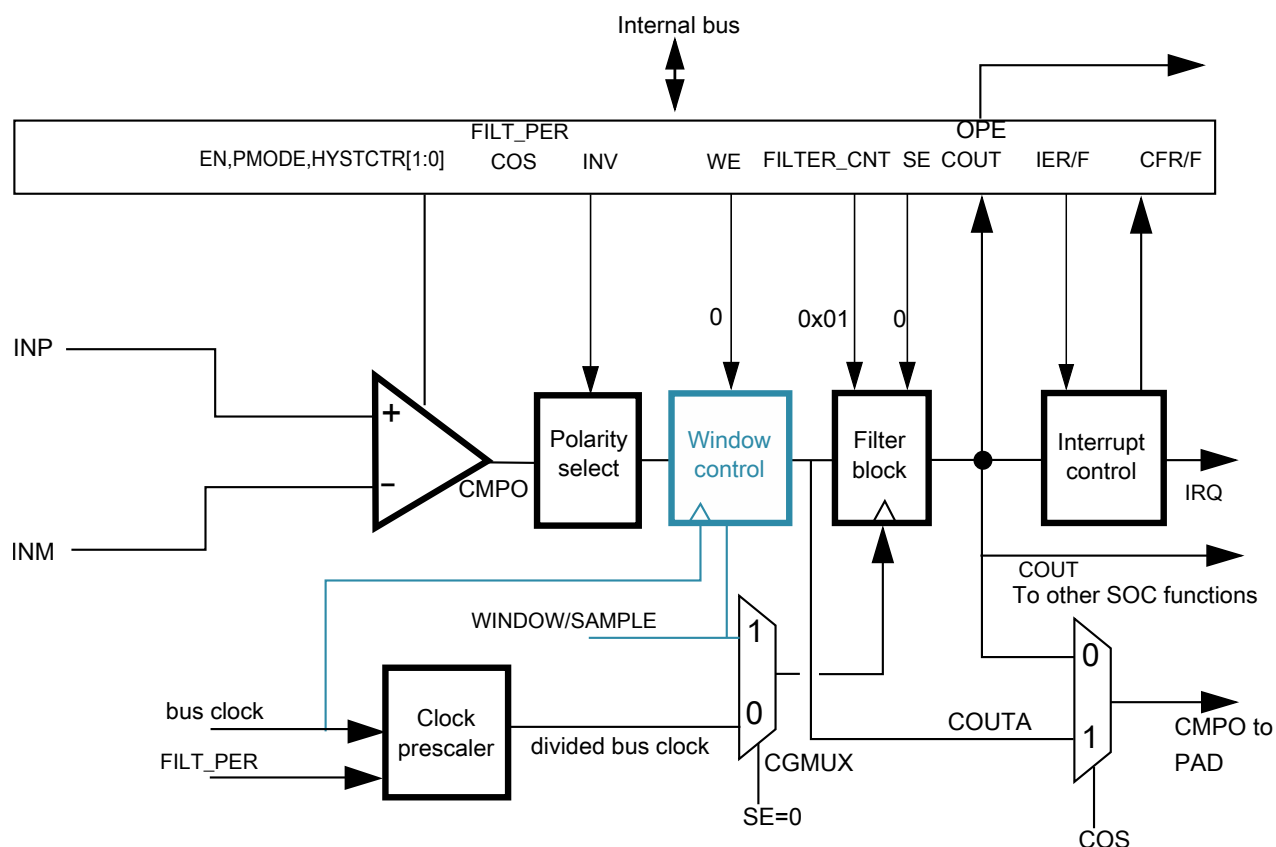 Internal bus
OPE
FILT_PER
EN,PMODE,HYSTCTR[1:0]
COS
INV
WE
FILTER_CNT
SE
COUT
IER/F
CFR/F
0
0x01
0
INP
+
Polarity
select
Window
control
Filter
block
Interrupt
control
−
CMPO
IRQ
INM
COUT
To other SOC functions
WINDOW/SAMPLE
1
0
bus clock
Clock
prescaler
0
divided bus clock
COUTA
1
CMPO to
PAD
FILT_PER
CGMUX
SE=0
COS